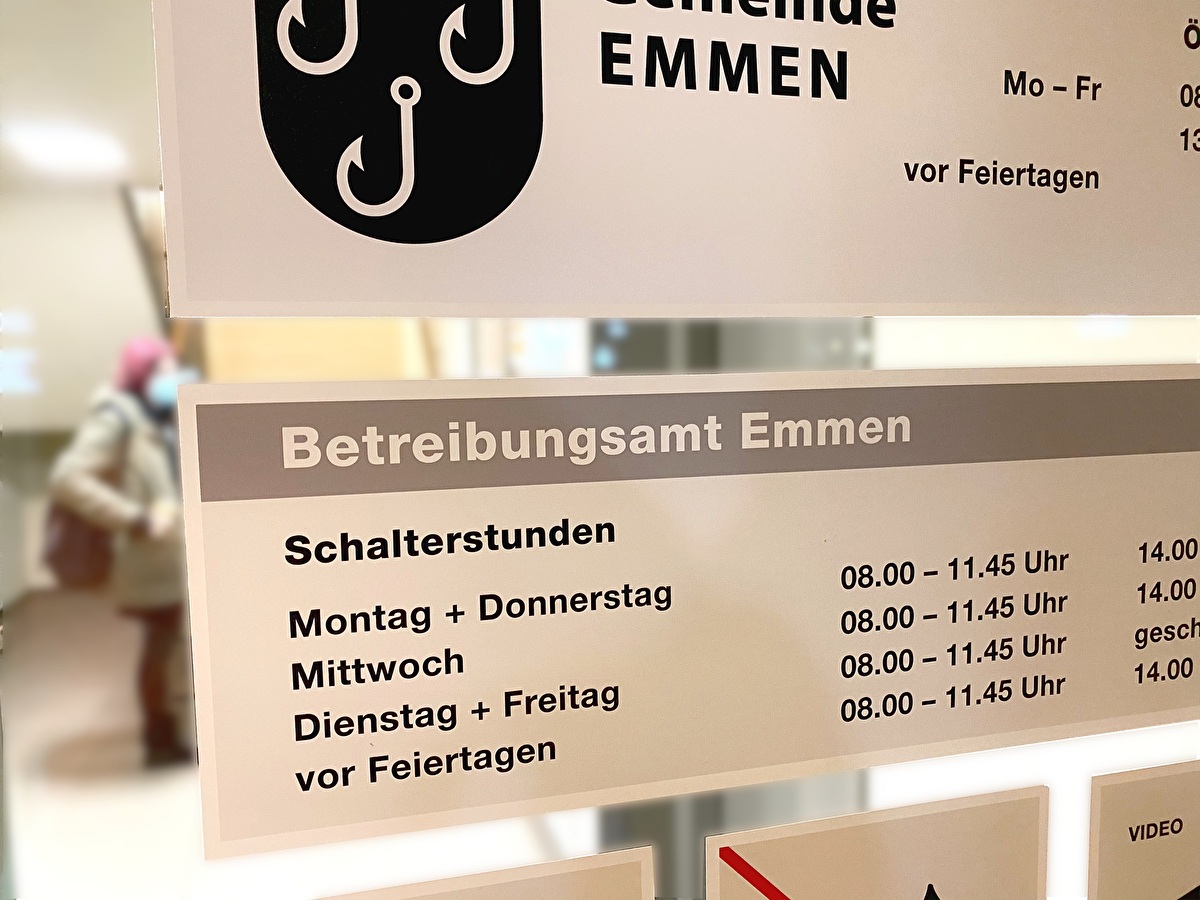 Gemeinde
EMMEN
Mo – Fr
vor Feiertagen
Betreibungsamt Emmen
Schalterstunden
Montag + Donnerstag 08.00 – 11.45 Uhr 14.00
Mittwoch 08.00 – 11.45 Uhr 14.00
Dienstag + Freitag 08.00 – 11.45 Uhr gesch
vor Feiertagen 08.00 – 11.45 Uhr 14.00
VIDEO